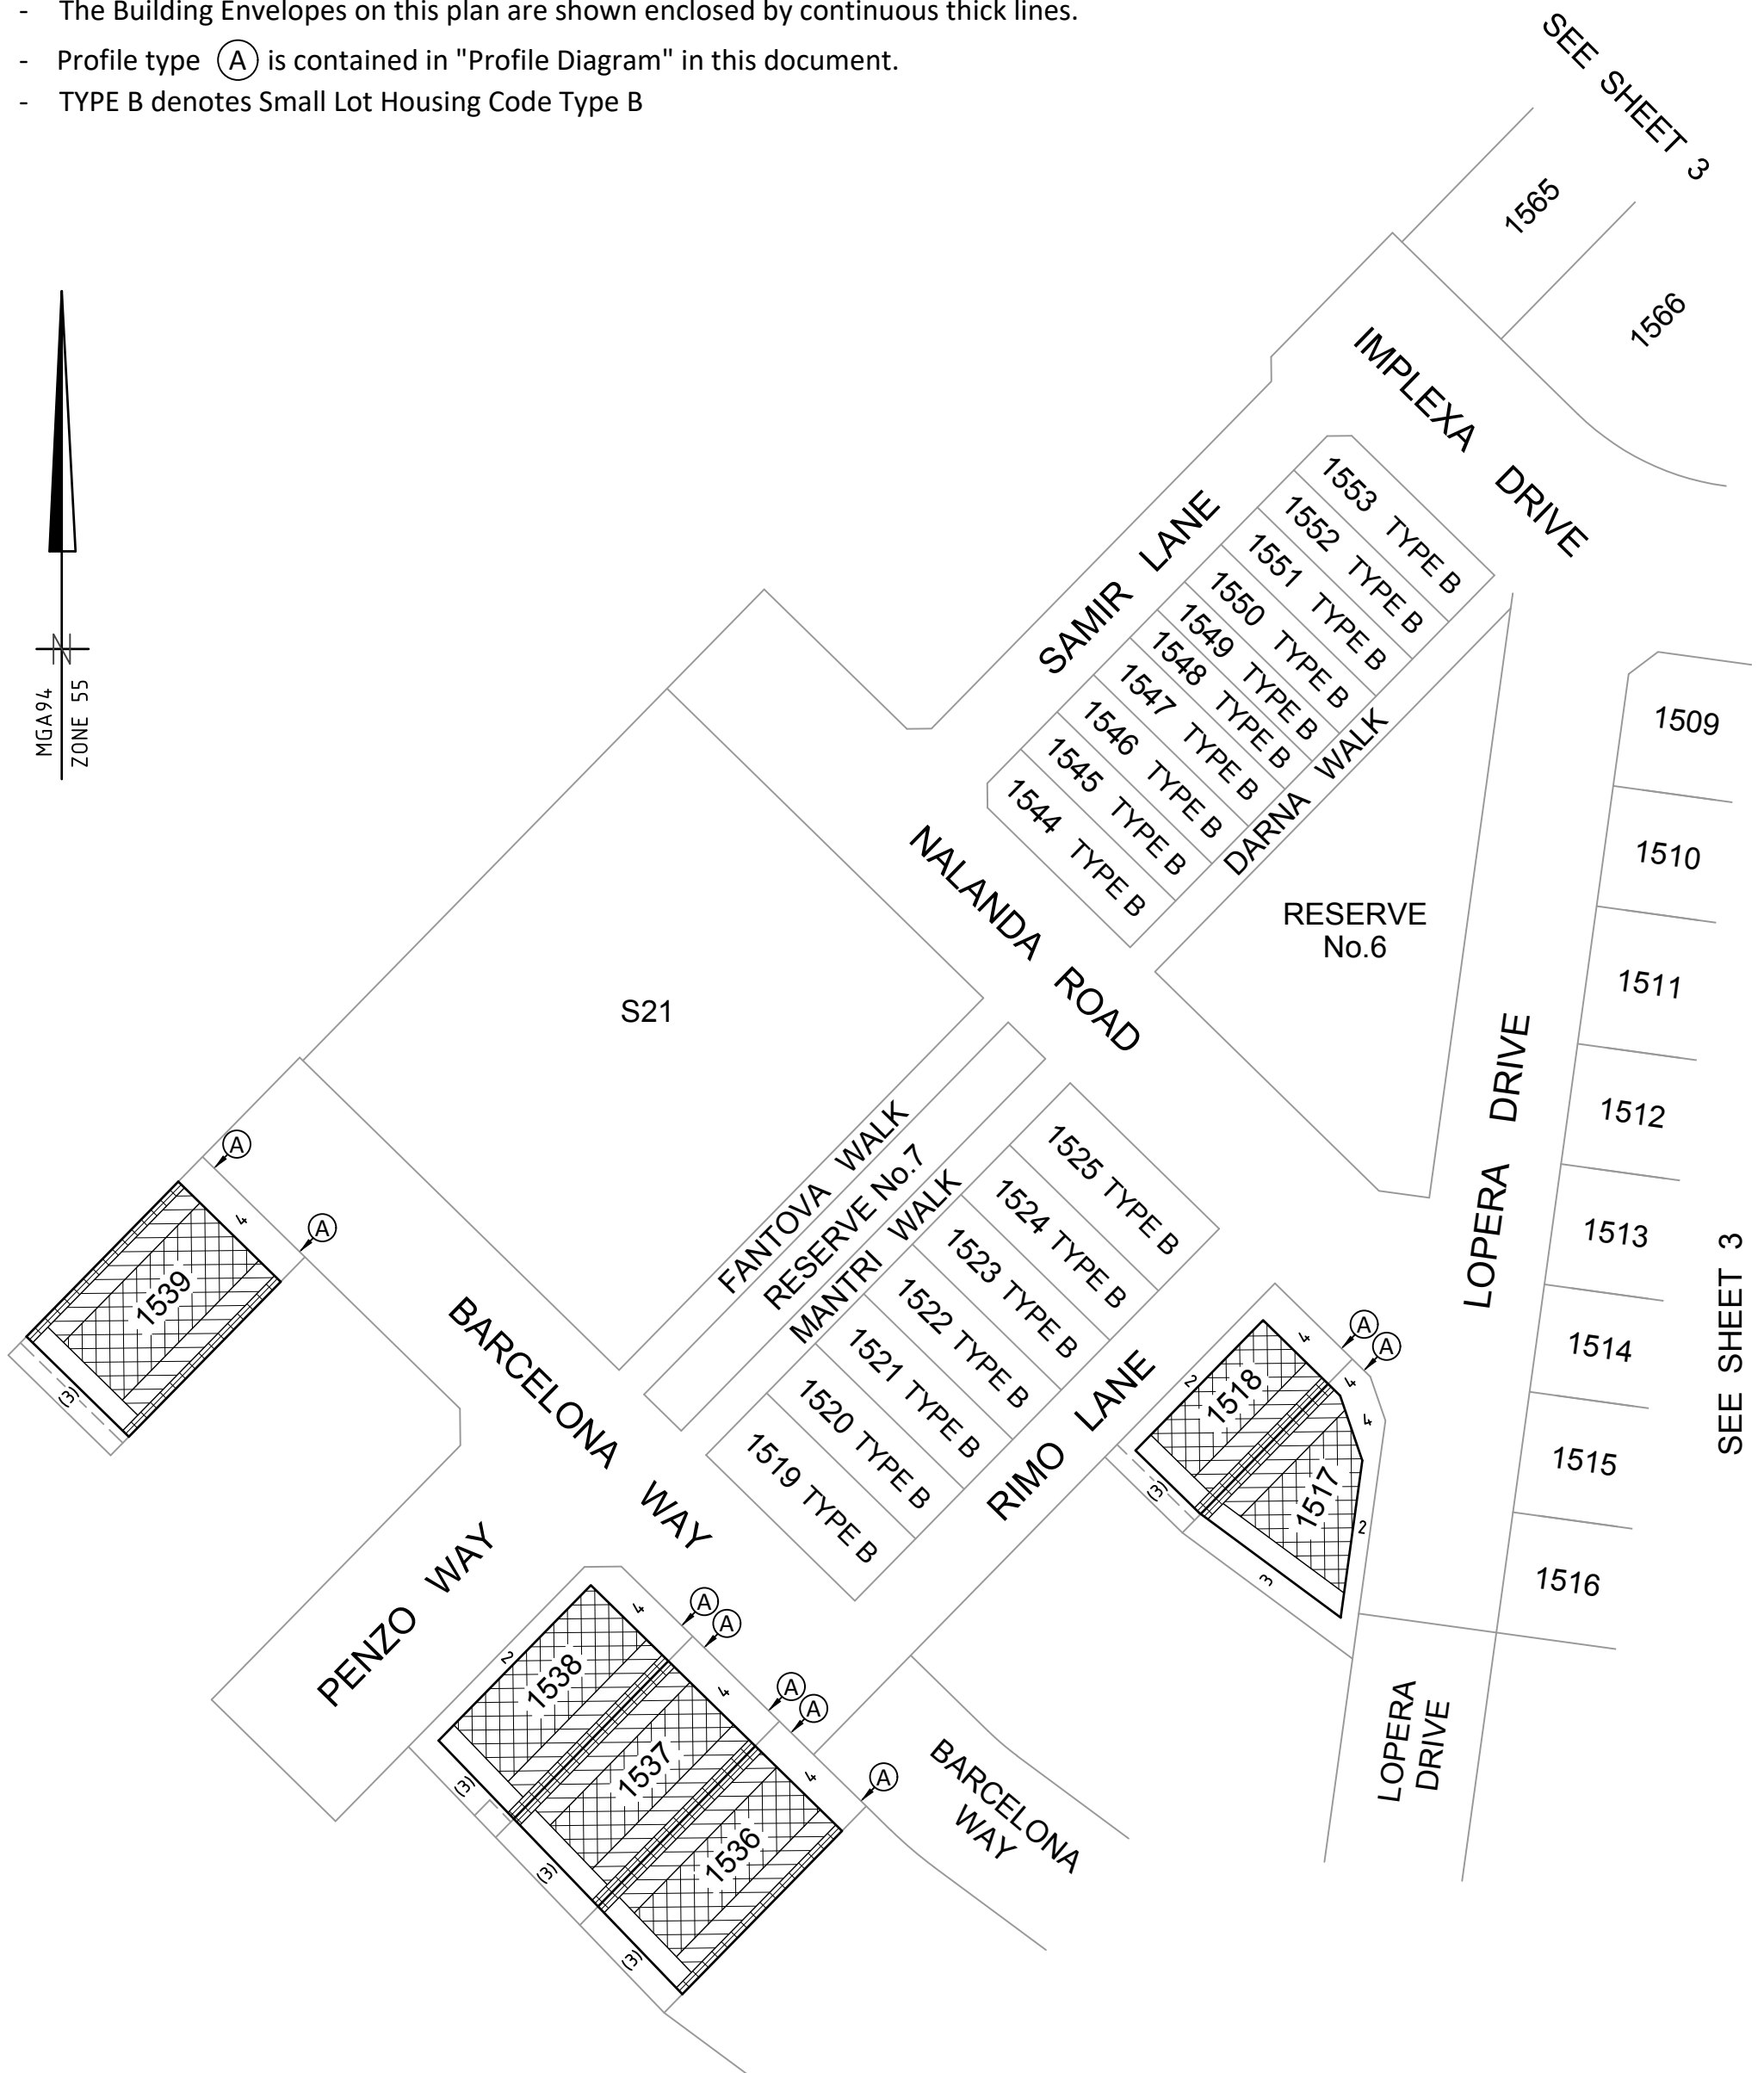 - The Building Envelopes on this plan are shown enclosed by continuous thick lines.
- Profile type A is contained in "Profile Diagram" in this document.
- TYPE B denotes Small Lot Housing Code Type B
SEE SHEET 3
1565
1566
IMPLEXA DRIVE
MGA94
ZONE 55
N
SAMIR LANE
1553 TYPE B
1552 TYPE B
1551 TYPE B
1550 TYPE B
1549 TYPE B
1548 TYPE B
1547 TYPE B
1546 TYPE B
1545 TYPE B
1544 TYPE B
DARNA WALK
NALANDA ROAD
RESERVE
No.6
LOPERA DRIVE
1509
1510
1511
1512
1513
1514
1515
1516
SEE SHEET 3
S21
FANTOVA WALK
RESERVE No.7
MANTRI WALK
1525 TYPE B
1524 TYPE B
1523 TYPE B
1522 TYPE B
1521 TYPE B
1520 TYPE B
1519 TYPE B
RIMO LANE
A
A
4
1539
(3)
BARCELONA WAY
PENZO WAY
A
A
4
4
4
2
1518
1517
2
(3)
3
A
A
A
A
A
4
4
4
2
1538
1537
1536
(3)
(3)
(3)
BARCELONA
WAY
LOPERA
DRIVE